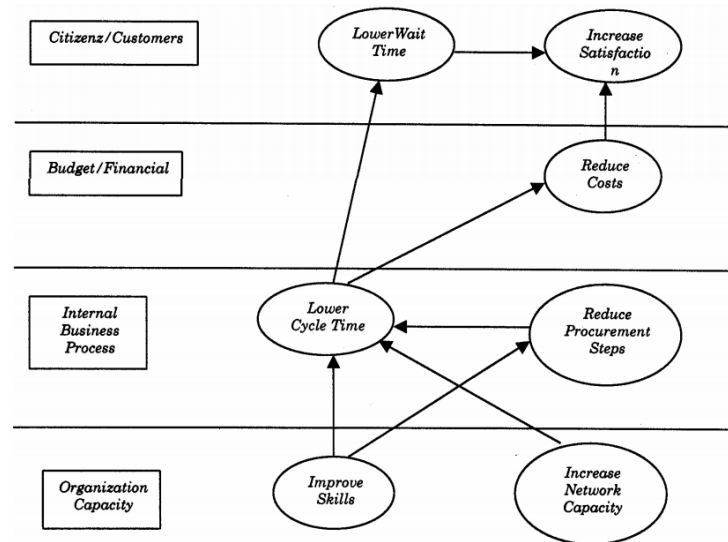 Citizenz/Customers
LowerWait
Time
Increase
Satisfactio
n
Budget/Financial
Reduce
Costs
Internal
Business
Process
Lower
Cycle Time
Reduce
Procurement
Steps
Organization
Capacity
Improve
Skills
Increase
Network
Capacity